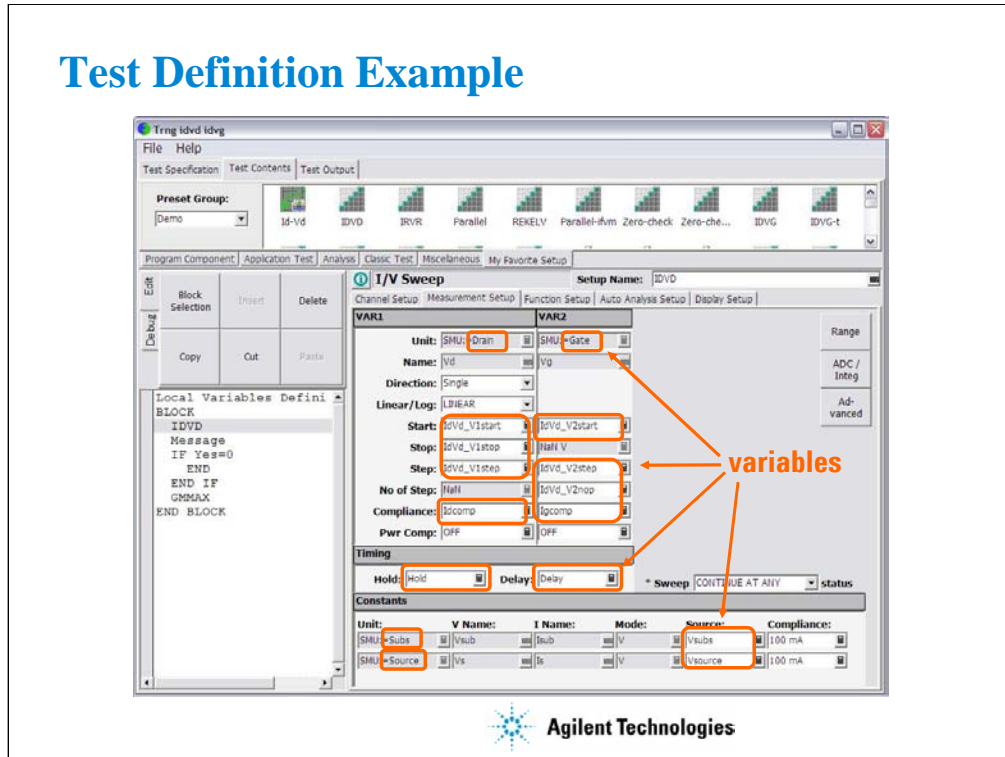 Test Definition Example
Trng idvd idvg
File Help
Test Specification Test Contents Test Output
Preset Group:
Demo
Id-Vd IDVD IRVR Parallel REKELV Parallel-ifvm Zero-check Zero-che... IDVG IDVG-t
Program Component Application Test Analysis Classic Test Miscelaneous My Favorite Setup
Edit
Debug
Block Selection Insert Delete
Copy Cut Paste
I/V Sweep Setup Name: IDVD
Channel Setup Measurement Setup Function Setup Auto Analysis Setup Display Setup
VAR1 VAR2
Unit: SMU:=Drain SMU:=Gate
Name: Vd Vg
Direction: Single
Linear/Log: LINEAR
Start: IdVd_V1start IdVd_V2start
Stop: IdVd_V1stop NaN V
Step: IdVd_V1step IdVd_V2step
No of Step: NaN IdVd_V2nop
Compliance: Idcomp Igcomp
Pwr Comp: OFF OFF
Range
ADC / Integ
Ad-vanced
variables
Local Variables Defini
BLOCK
IDVD
Message
IF Yes=0
END
END IF
GMMAX
END BLOCK
Timing
Hold: Hold Delay: Delay * Sweep CONTINUE AT ANY status
Constants
Unit: V Name: I Name: Mode: Source: Compliance:
SMU:=Subs Vsub Isub V Vsubs 100 mA
SMU:=Source Vs Is V Vsource 100 mA
Agilent Technologies